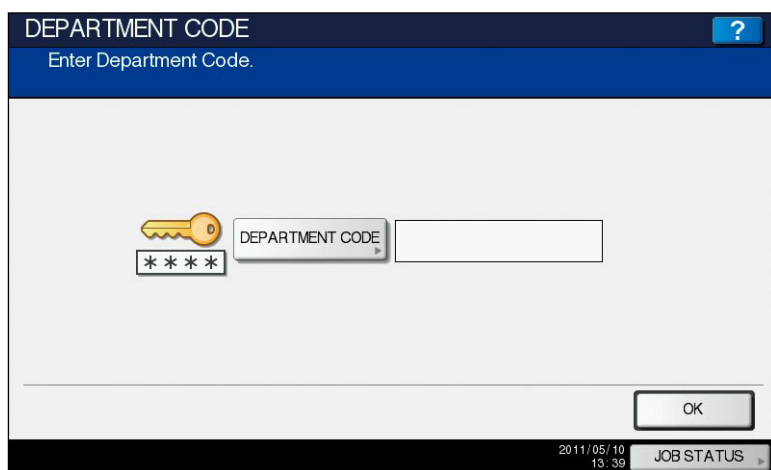 DEPARTMENT CODE
?
Enter Department Code.
DEPARTMENT CODE
****
OK
2011/05/10
13:39
JOB STATUS